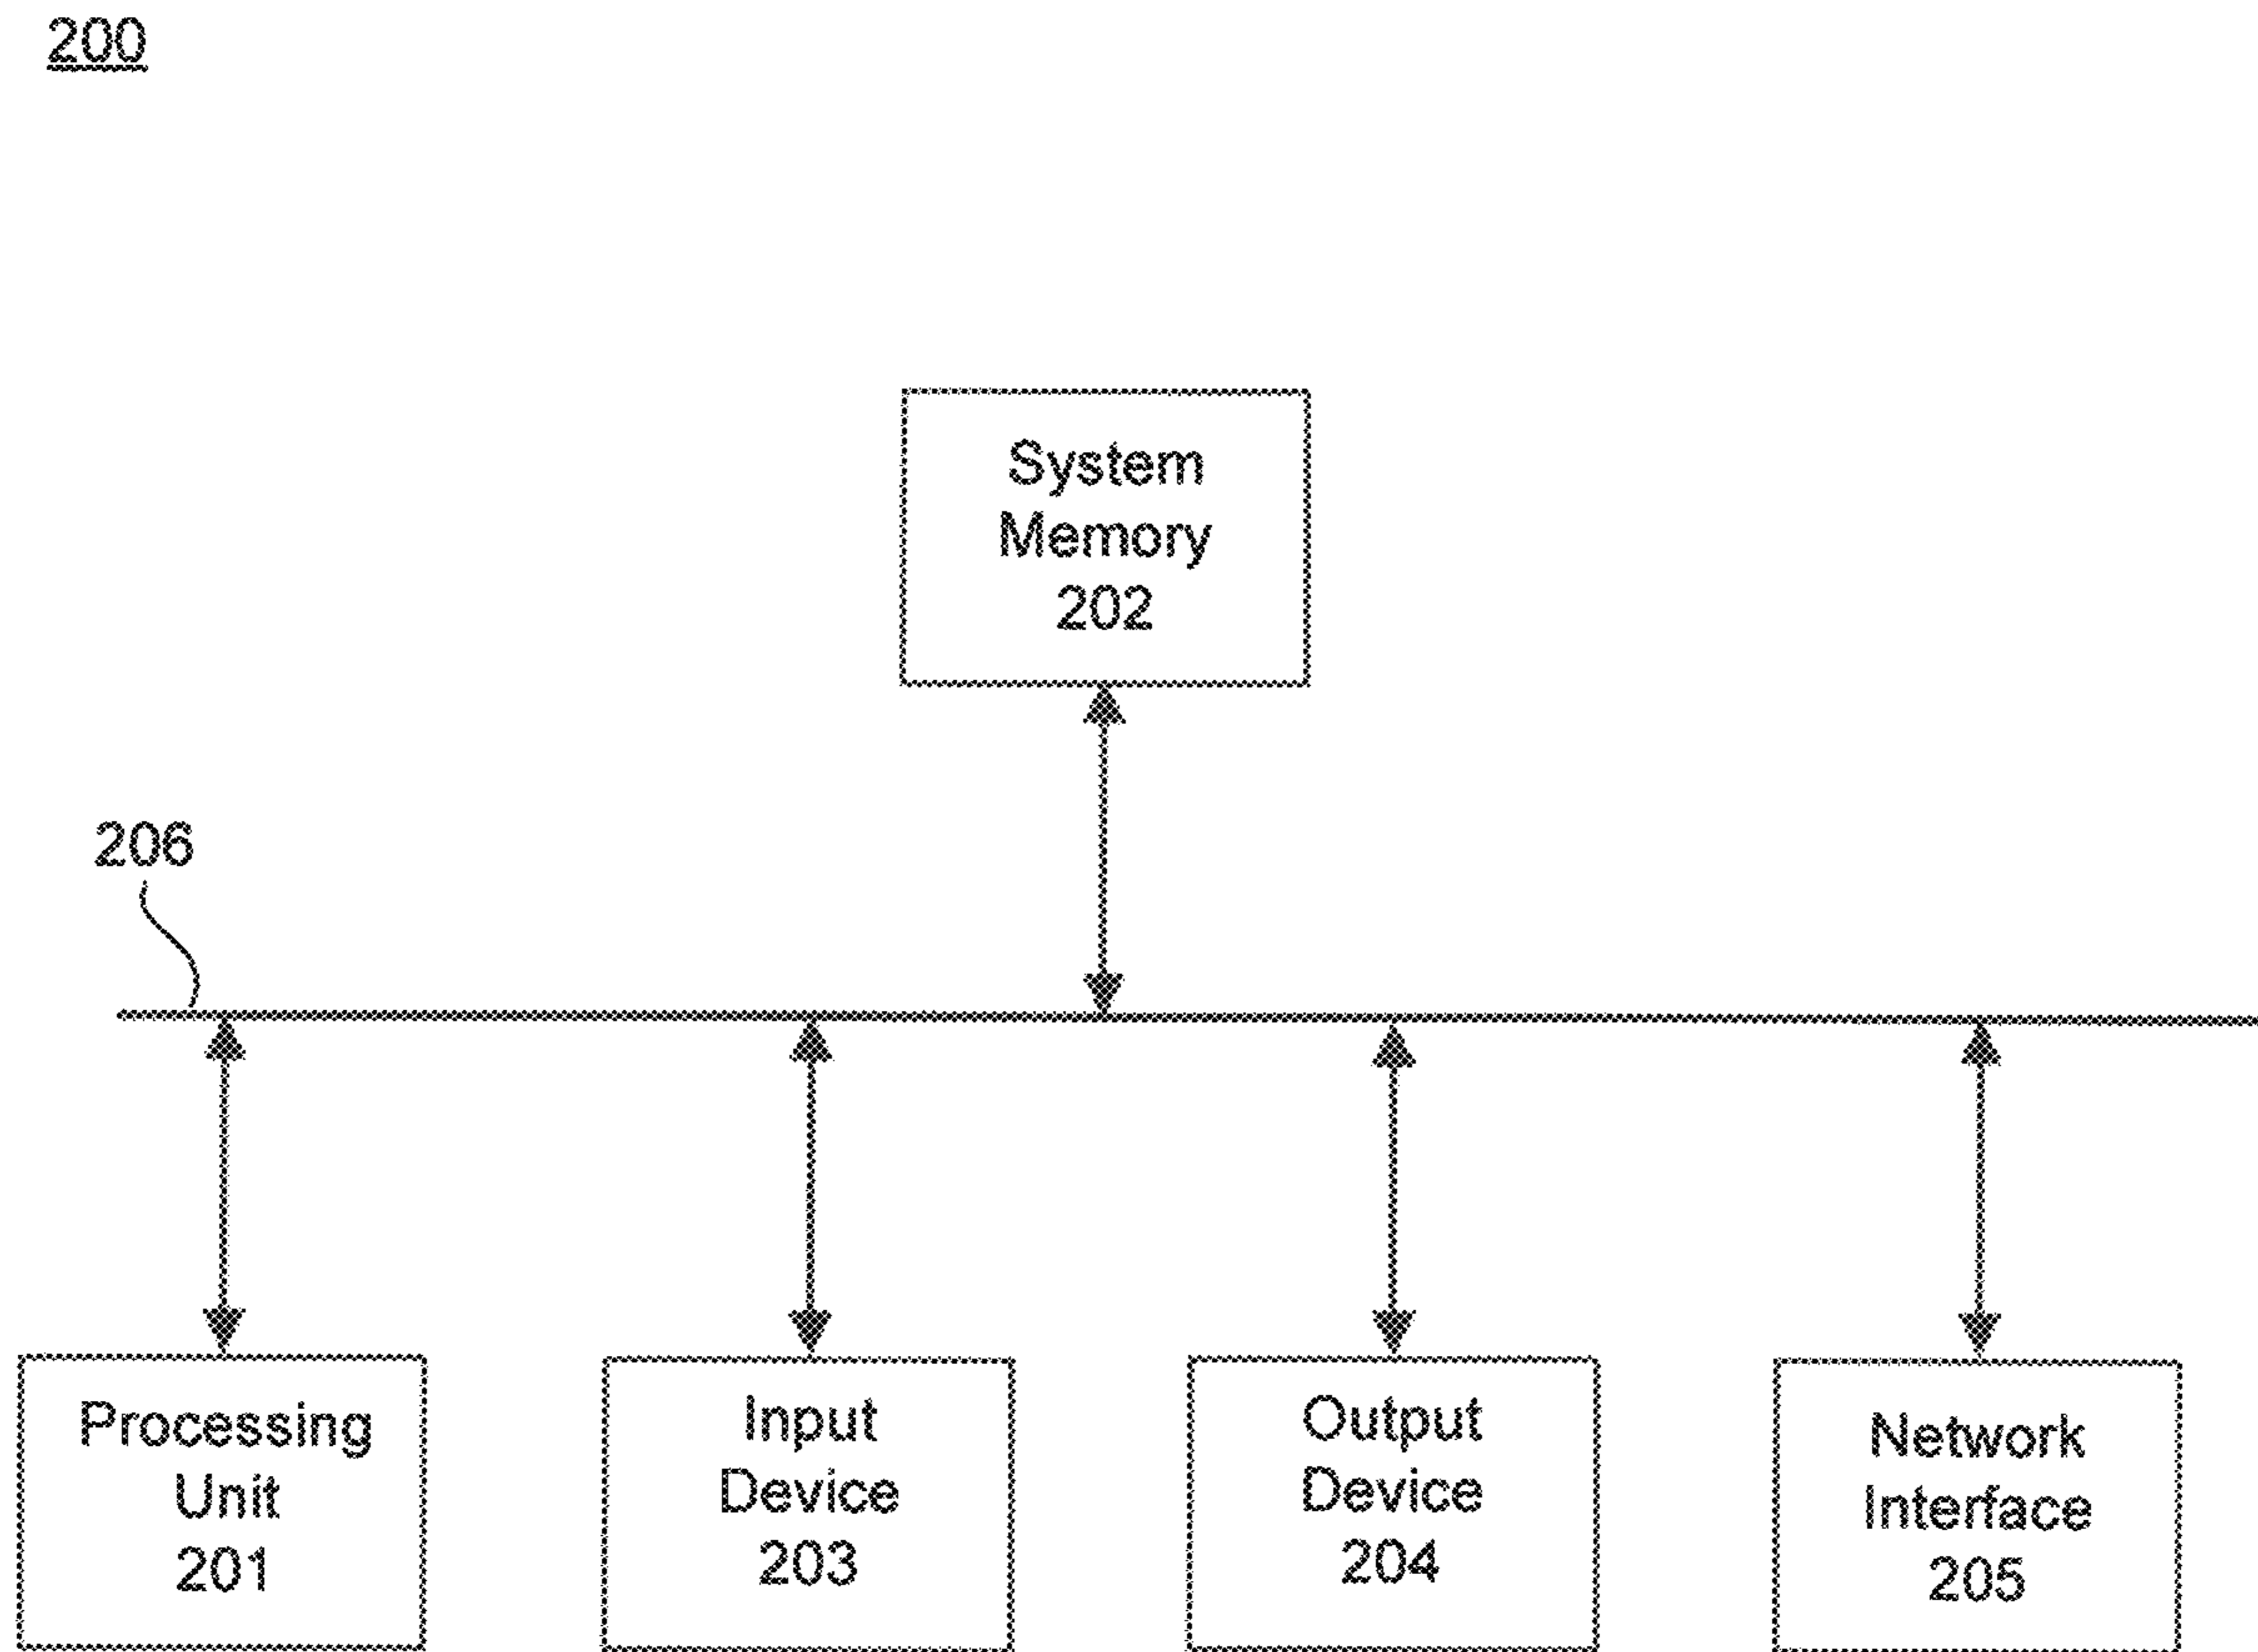 200
System
Memory
202
206
Processing
Unit
201
Input
Device
203
Output
Device
204
Network
Interface
205